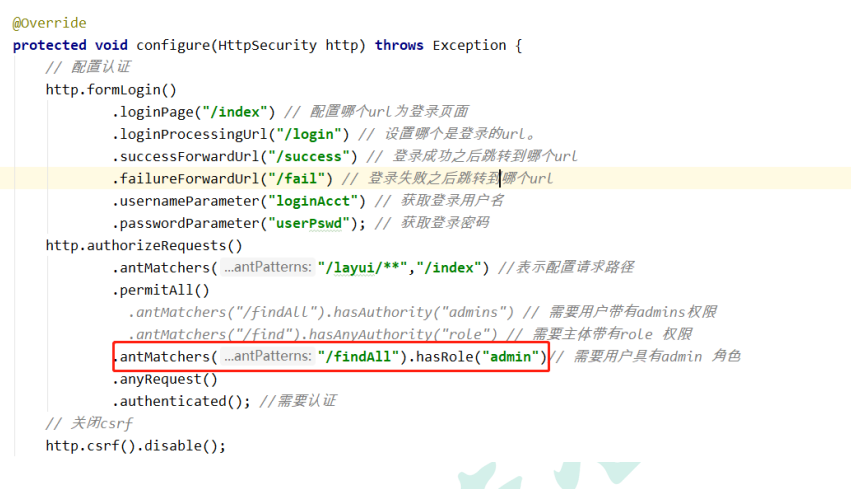 @Override
protected void configure(HttpSecurity http) throws Exception {
// 配置认证
http.formLogin()
.loginPage("/index") // 配置哪个url为登录页面
.loginProcessingUrl("/login") // 设置哪个是登录的url。
.successForwardUrl("/success") // 登录成功之后跳转到哪个url
.failureForwardUrl("/fail") // 登录失败之后跳转到哪个url
.usernameParameter("loginAcct") // 获取登录用户名
.passwordParameter("userPswd"); // 获取登录密码
http.authorizeRequests()
.antMatchers( ...antPatterns: "/layui/**","/index") //表示配置请求路径
.permitAll()
.antMatchers("/findAll").hasAuthority("admins") // 需要用户带有admins权限
.antMatchers("/find").hasAnyAuthority("role") // 需要主体带有role 权限
.antMatchers( ...antPatterns: "/findAll").hasRole("admin")// 需要用户具有admin 角色
.anyRequest()
.authenticated(); //需要认证
// 关闭csrf
http.csrf().disable();